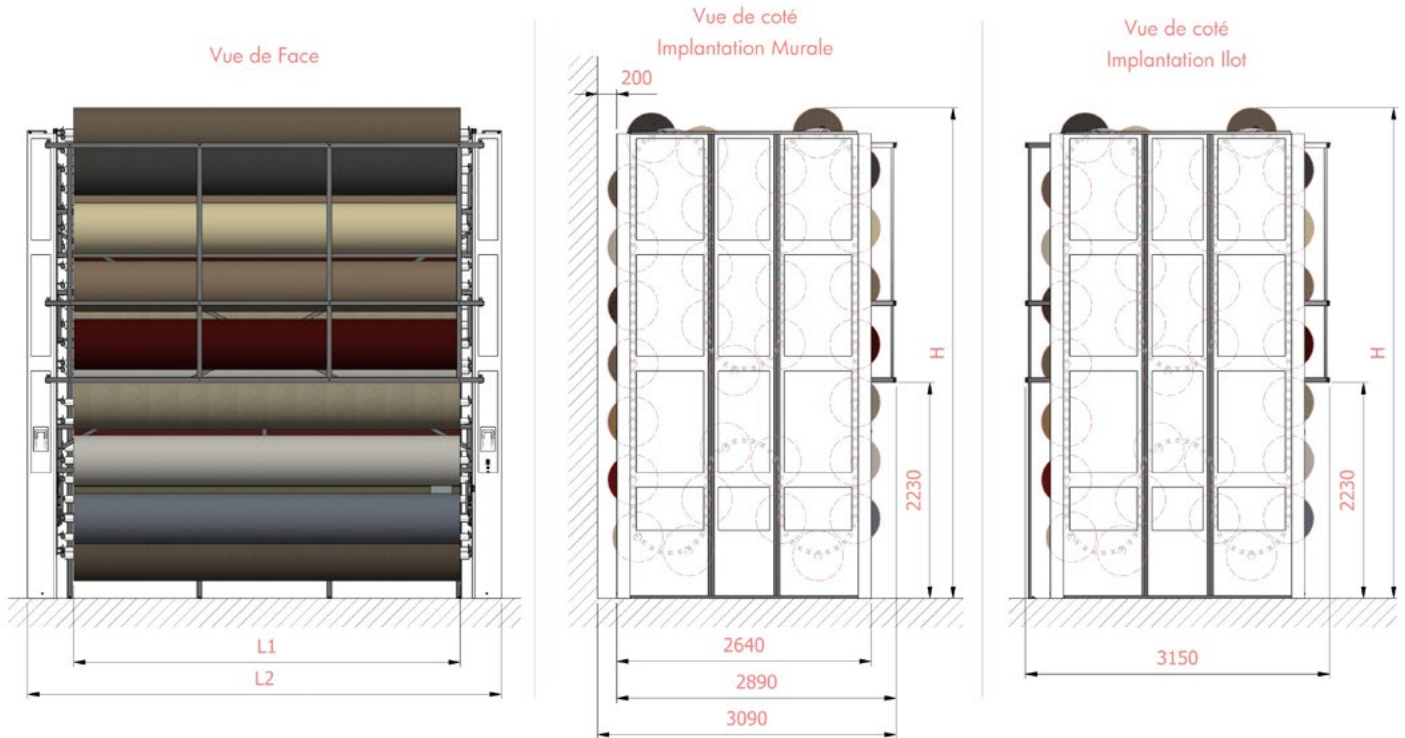 Vue de Face
Vue de coté
Implantation Murale
Vue de coté
Implantation Ilot
200
H
2230
H
2230
L1
L2
2640
2890
3090
3150